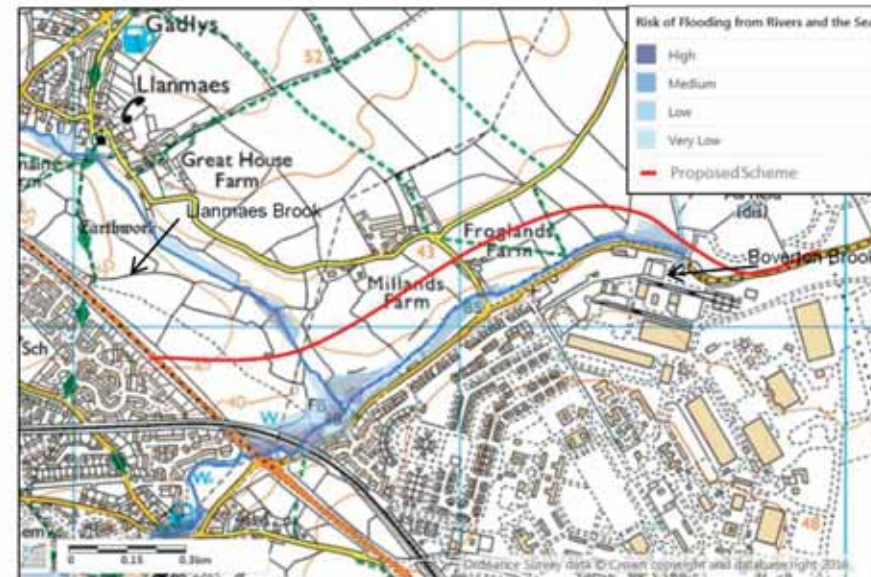 Gadlys
52
Llanmaes
Great House
Farm
Llanmaes Brook
Earthwork
43
Froglands
Farm
Millands
Farm
Sch
40
FB
W
W
48
Risk of Flooding from Rivers and the Sea
High
Medium
Low
Very Low
Proposed Scheme
(dis)
Boverton Brook
0 0.15 0.3km
Ordnance Survey data © Crown copyright and database right 2016